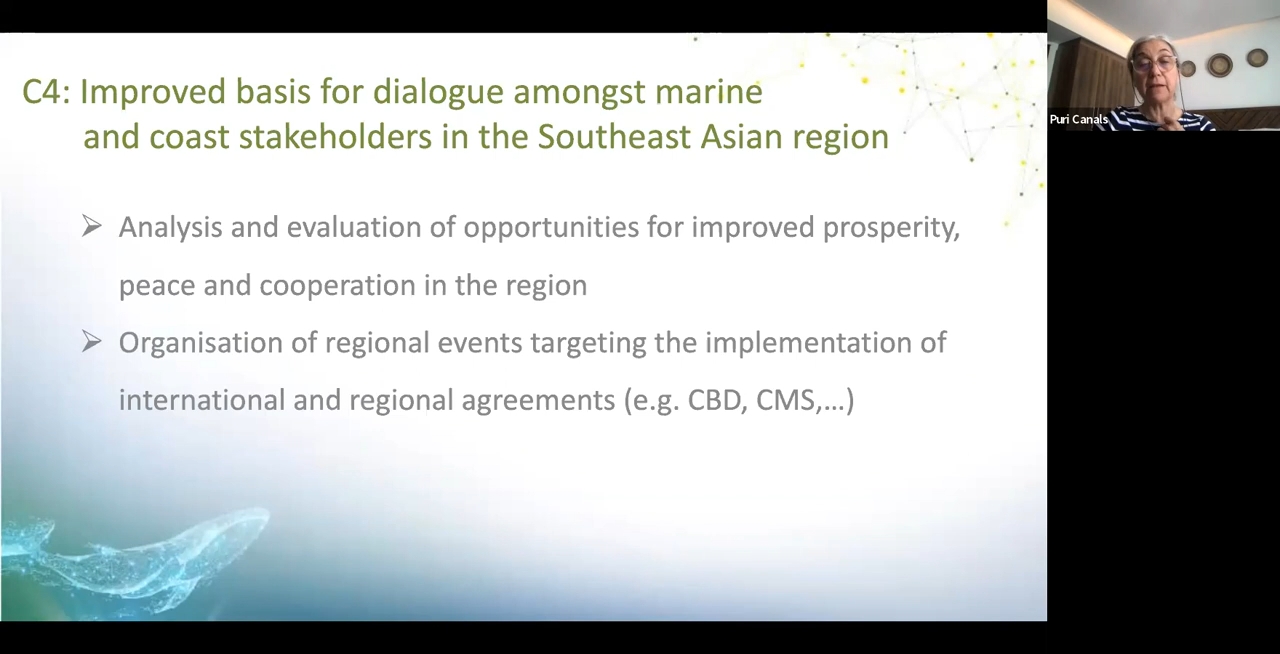 C4: Improved basis for dialogue amongst marine
and coast stakeholders in the Southeast Asian region
Puri Canals
➢ Analysis and evaluation of opportunities for improved prosperity,
peace and cooperation in the region
➢ Organisation of regional events targeting the implementation of
international and regional agreements (e.g. CBD, CMS,...)